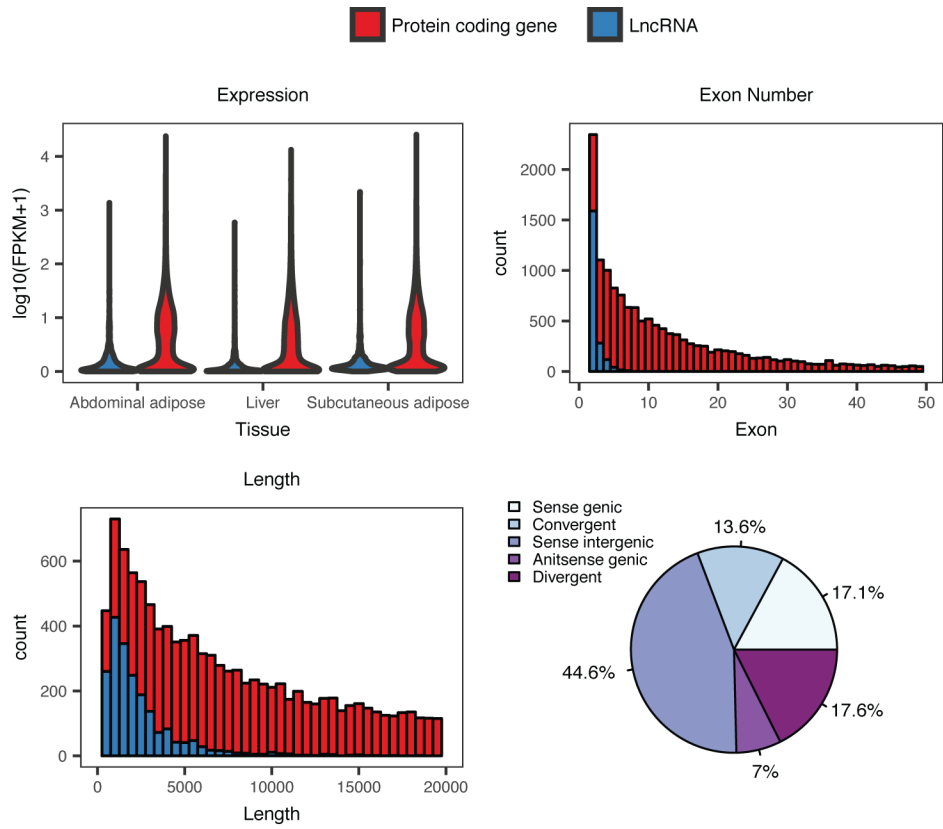 Protein coding gene LncRNA
Expression
log10(FPKM+1)
4
3
2
1
0
Abdominal adipose Liver Subcutaneous adipose
Tissue
Exon Number
count
2000
1500
1000
500
0
0 10 20 30 40 50
Exon
Length
count
600
400
200
0
0 5000 10000 15000 20000
Length
Sense genic
Convergent
Sense intergenic
Anitsense genic
Divergent
13.6%
17.1%
44.6%
17.6%
7%